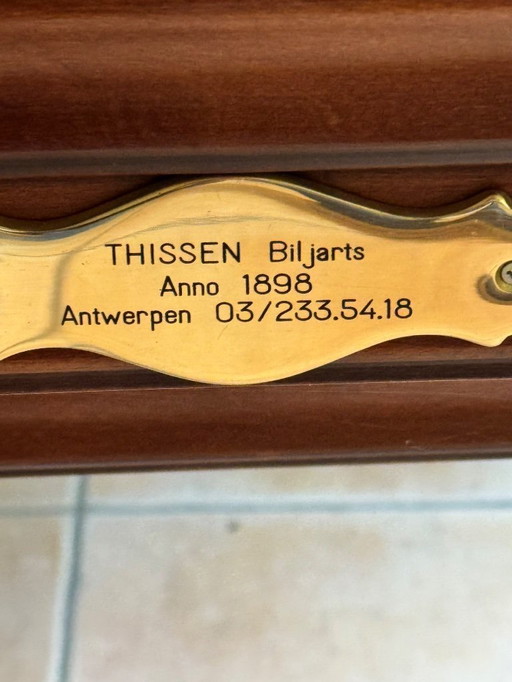 THISSEN Biljarts
Anno 1898
Antwerpen 03/233.54.18